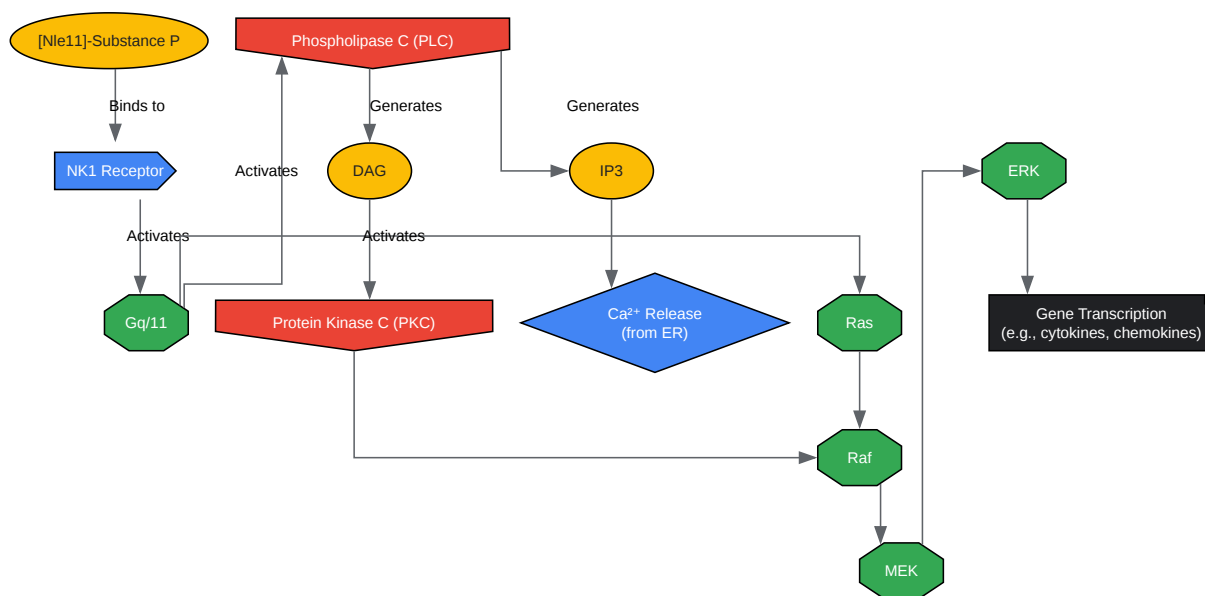 [Nle11]-Substance P
Phospholipase C (PLC)
Binds to
Generates
Generates
NK1 Receptor
Activates
DAG
IP3
ERK
Activates
Activates
Gq/11
Protein Kinase C (PKC)
Ca²⁺ Release
(from ER)
Ras
Gene Transcription
(e.g., cytokines, chemokines)
Raf
MEK